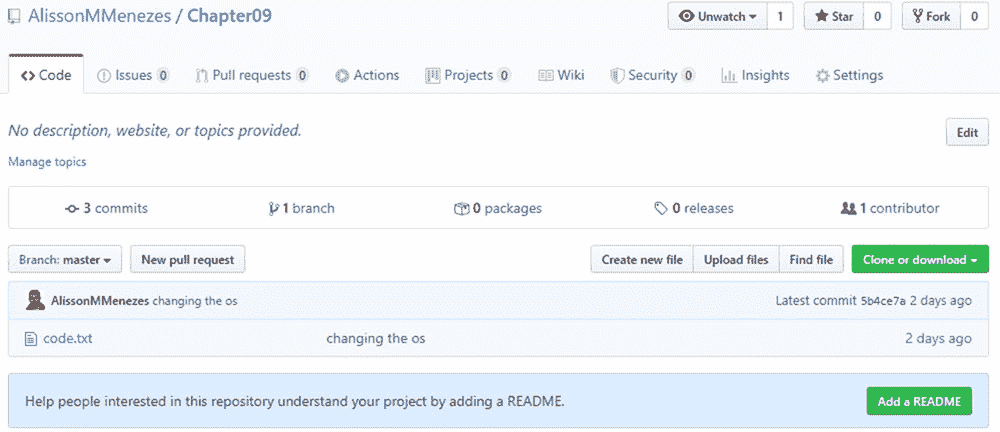 AlissonMMenezes / Chapter09 Unwatch 1 Star 0 Fork 0
Code Issues 0 Pull requests 0 Actions Projects 0 Wiki Security 0 Insights Settings
No description, website, or topics provided. Edit
Manage topics
3 commits 1 branch 0 packages 0 releases 1 contributor
Branch: master New pull request Create new file Upload files Find file Clone or download
AlissonMMenezes changing the os Latest commit 5b4ce7a 2 days ago
code.txt changing the os 2 days ago
Help people interested in this repository understand your project by adding a README. Add a README